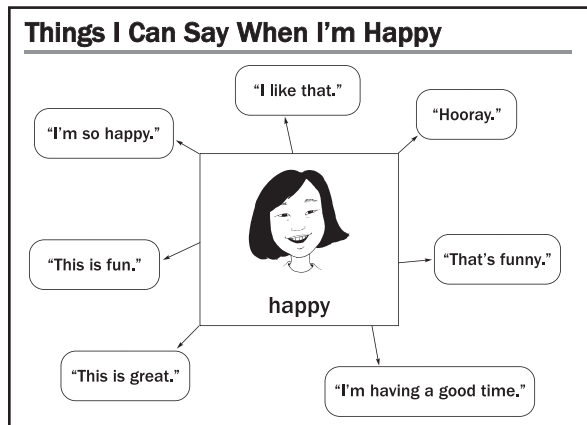 Things I Can Say When I'm Happy
“I like that.”
“Hooray.”
“I'm so happy.”
“This is fun.”
“That's funny.”
happy
“This is great.”
“I'm having a good time.”